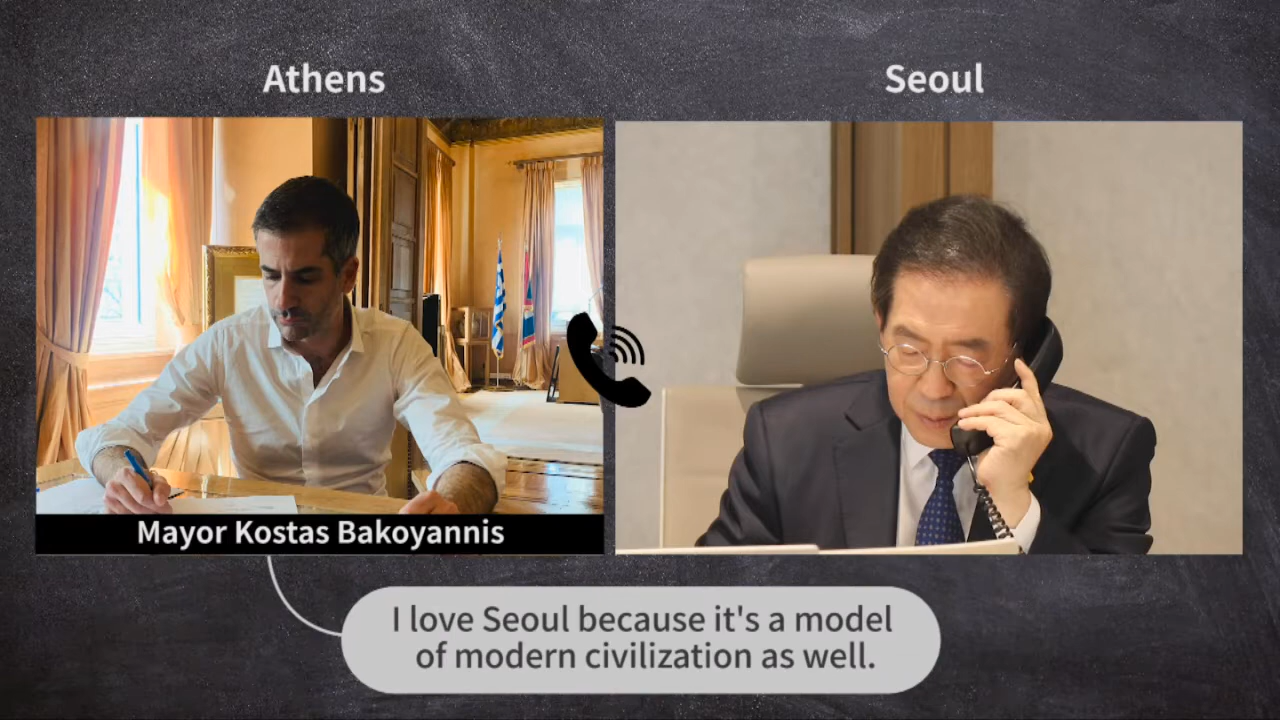 Athens
Seoul
Mayor Kostas Bakoyannis
I love Seoul because it's a model
of modern civilization as well.